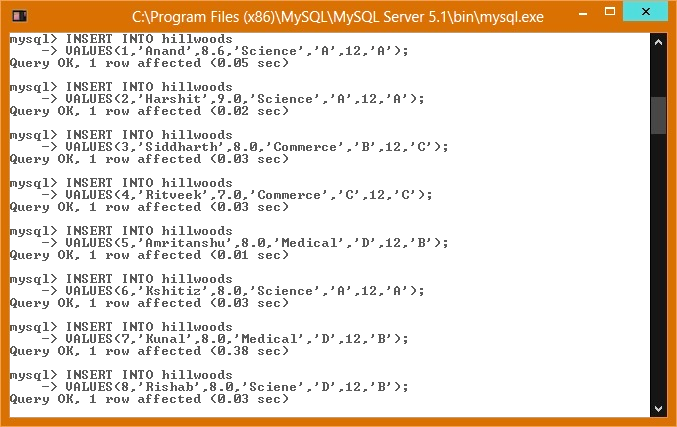 C:\Program Files (x86)\MySQL\MySQL Server 5.1\bin\mysql.exe
mysql> INSERT INTO hillwoods
    -> VALUES(1,'Anand',8.6,'Science','A',12,'A');
Query OK, 1 row affected (0.05 sec)
mysql> INSERT INTO hillwoods
    -> VALUES(2,'Harshit',9.0,'Science','A',12,'A');
Query OK, 1 row affected (0.02 sec)
mysql> INSERT INTO hillwoods
    -> VALUES(3,'Siddharth',8.0,'Commerce','B',12,'C');
Query OK, 1 row affected (0.03 sec)
mysql> INSERT INTO hillwoods
    -> VALUES(4,'Ritveek',7.0,'Commerce','C',12,'C');
Query OK, 1 row affected (0.03 sec)
mysql> INSERT INTO hillwoods
    -> VALUES(5,'Amritanshu',8.0,'Medical','D',12,'B');
Query OK, 1 row affected (0.01 sec)
mysql> INSERT INTO hillwoods
    -> VALUES(6,'Kshitiz',8.0,'Science','A',12,'A');
Query OK, 1 row affected (0.03 sec)
mysql> INSERT INTO hillwoods
    -> VALUES(7,'Kunal',8.0,'Medical','D',12,'B');
Query OK, 1 row affected (0.38 sec)
mysql> INSERT INTO hillwoods
    -> VALUES(8,'Rishab',8.0,'Sciene','D',12,'B');
Query OK, 1 row affected (0.03 sec)